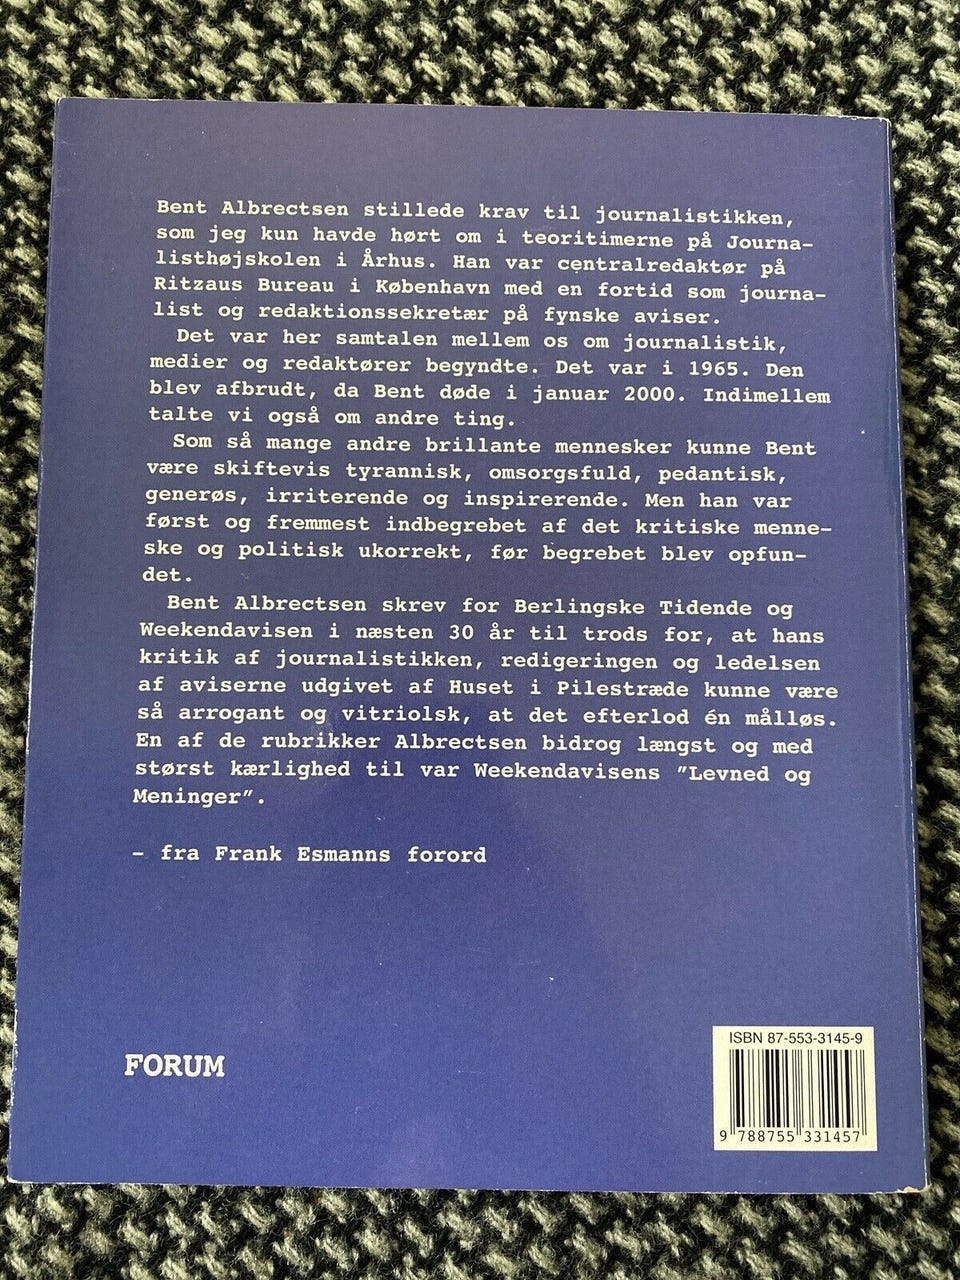 Bent Albrectsen stillede krav til journalistikken,
som jeg kun havde hørt om i teoritimerne på Journa-
listhøjskolen i Århus. Han var centralredaktør på
Ritzaus Bureau i København med en fortid som journa-
list og redaktionssekretær på fynske aviser.
Det var her samtalen mellem os om journalistik,
medier og redaktører begyndte. Det var i 1965. Den
blev afbrudt, da Bent døde i januar 2000. Indimellem
talte vi også om andre ting.
Som så mange andre brillante mennesker kunne Bent
være skiftevis tyrannisk, omsorgsfuld, pedantisk,
generøs, irriterende og inspirerende. Men han var
først og fremmest indbegrebet af det kritiske menne-
ske og politisk ukorrekt, før begrebet blev opfun-
det.
Bent Albrectsen skrev for Berlingske Tidende og
Weekendavisen i næsten 30 år til trods for, at hans
kritik af journalistikken, redigeringen og ledelsen
af aviserne udgivet af Huset i Pilestræde kunne være
så arrogant og vitriolsk, at det efterlod én målløs.
En af de rubrikker Albrectsen bidrog længst og med
størst kærlighed til var Weekendavisens ”Levned og
Meninger”.
– fra Frank Esmanns forord
FORUM
ISBN 87-553-3145-9
9 788755 331457